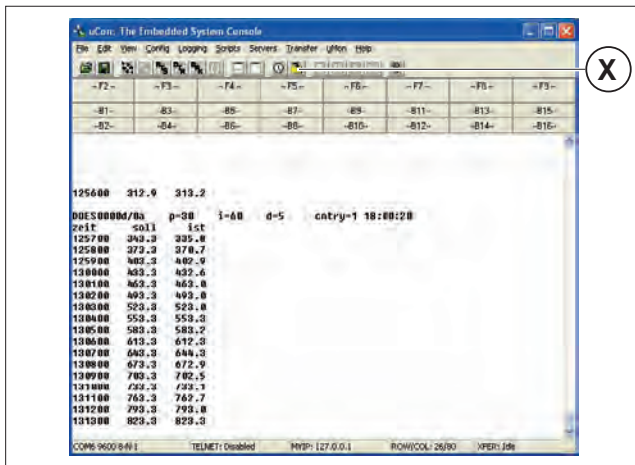 uCon: The Embedded System Console
File Edit View Config Logging Scripts Servers Transfer uMon Help
X
-F2- -F3- -F4- -F5- -F6- -F7- -F8- -F9-
-B1- -B3- -B5- -B7- -B9- -B11- -B13- -B15-
-B2- -B4- -B6- -B8- -B10- -B12- -B14- -B16-
125600 312.9 313.2
p=30 i=60 d=5 cntry=1 18:00:20
zeit soll ist
125700 343.3 335.0
125800 373.3 370.7
125900 403.3 402.9
130000 433.3 432.6
130100 463.3 463.0
130200 493.3 493.0
130300 523.3 523.0
130400 553.3 553.3
130500 583.3 583.2
130600 613.3 612.3
130700 643.3 644.3
130800 673.3 672.9
130900 703.3 702.5
131000 733.3 733.1
131100 763.3 762.7
131200 793.3 793.0
131300 823.3 823.3
COM6 9600 8-N-1 TELNET: Disabled MYIP: 127.0.0.1 ROW/COL: 26/80 XFER: Idle